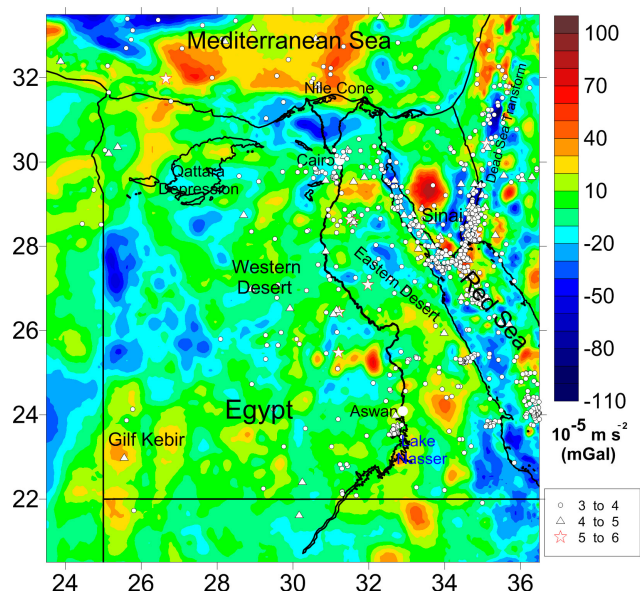 Mediterranean Sea
Nile Cone
Dead Sea Transform
Cairo
Qattara
Depression
Sinai
Western
Desert
Eastern Desert
Red Sea
Egypt
Aswan
Lake
Nasser
Gilf Kebir
32
30
28
26
24
22
24
26
28
30
32
34
36
100
70
40
10
-20
-50
-80
-110
10⁻⁵ m s⁻²
(mGal)
3 to 4
4 to 5
5 to 6